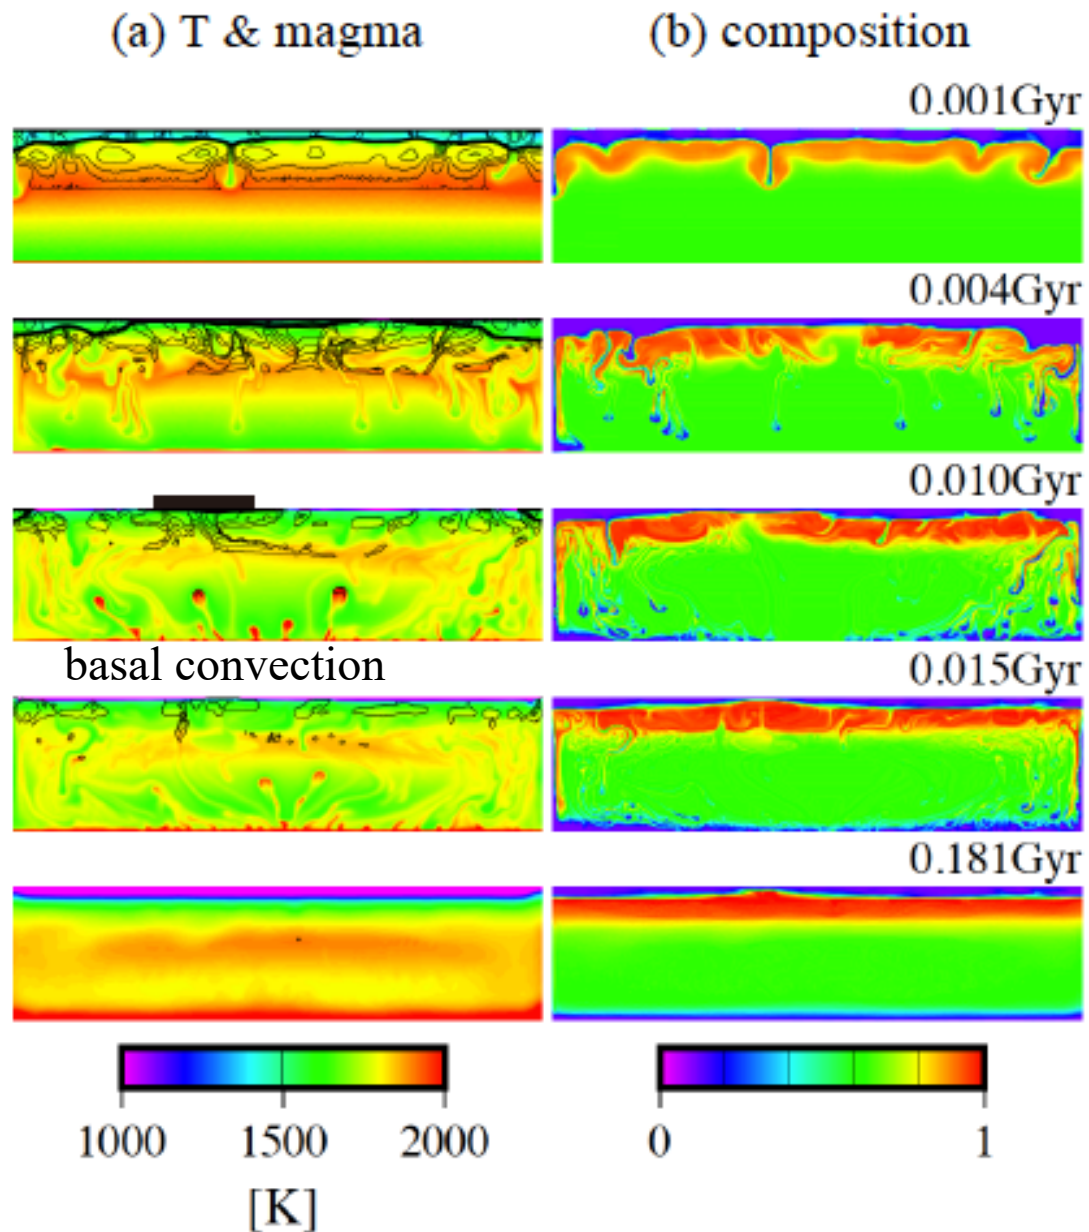 (a) T & magma
(b) composition
0.001Gyr
0.004Gyr
0.010Gyr
basal convection
0.015Gyr
0.181Gyr
1000 1500 2000
[K]
0 1